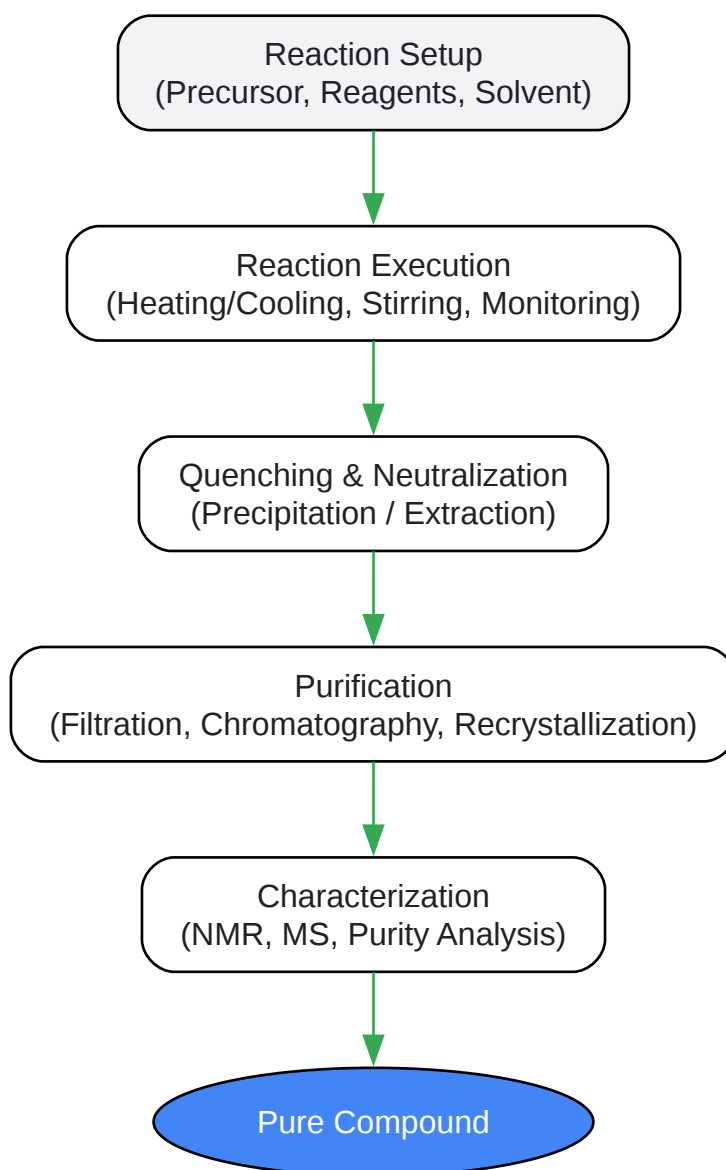 Reaction Setup
(Precursor, Reagents, Solvent)
Reaction Execution
(Heating/Cooling, Stirring, Monitoring)
Quenching & Neutralization
(Precipitation / Extraction)
Purification
(Filtration, Chromatography, Recrystallization)
Characterization
(NMR, MS, Purity Analysis)
Pure Compound